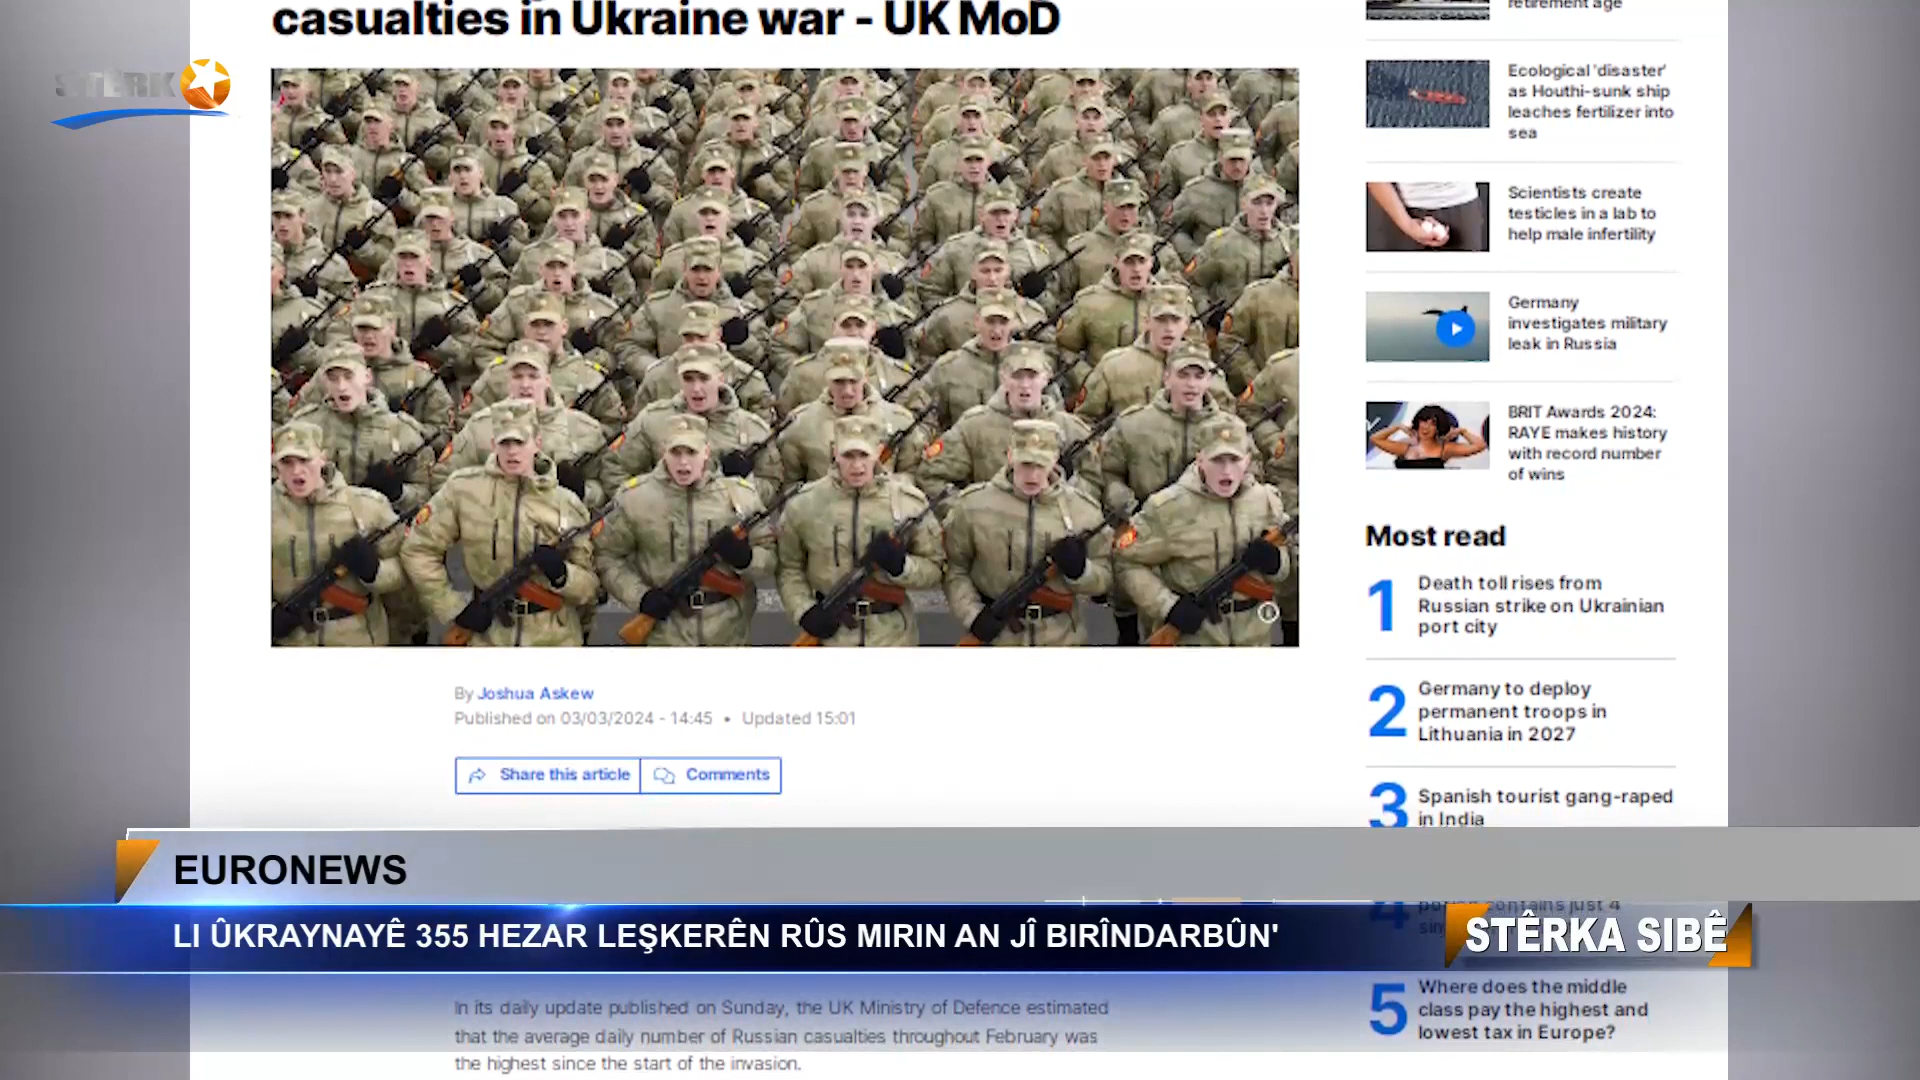 casualties in Ukraine war - UK MoD
STÊRK
retirement age
Ecological 'disaster'
as Houthi-sunk ship
leaches fertilizer into
sea
Scientists create
testicles in a lab to
help male infertility
Germany
investigates military
leak in Russia
BRIT Awards 2024:
RAYE makes history
with record number
of wins
Most read
1 Death toll rises from
Russian strike on Ukrainian
port city
2 Germany to deploy
permanent troops in
Lithuania in 2027
3 Spanish tourist gang-raped
in India
4 contains just 4
5 Where does the middle
class pay the highest and
lowest tax in Europe?
By Joshua Askew
Published on 03/03/2024 - 14:45 • Updated 15:01
Share this article
Comments
EURONEWS
LI ÛKRAYNAYÊ 355 HEZAR LEŞKERÊN RÛS MIRIN AN JÎ BIRÎNDARBÛN'
STÊRKA SIBÊ
In its daily update published on Sunday, the UK Ministry of Defence estimated
that the average daily number of Russian casualties throughout February was
the highest since the start of the invasion.